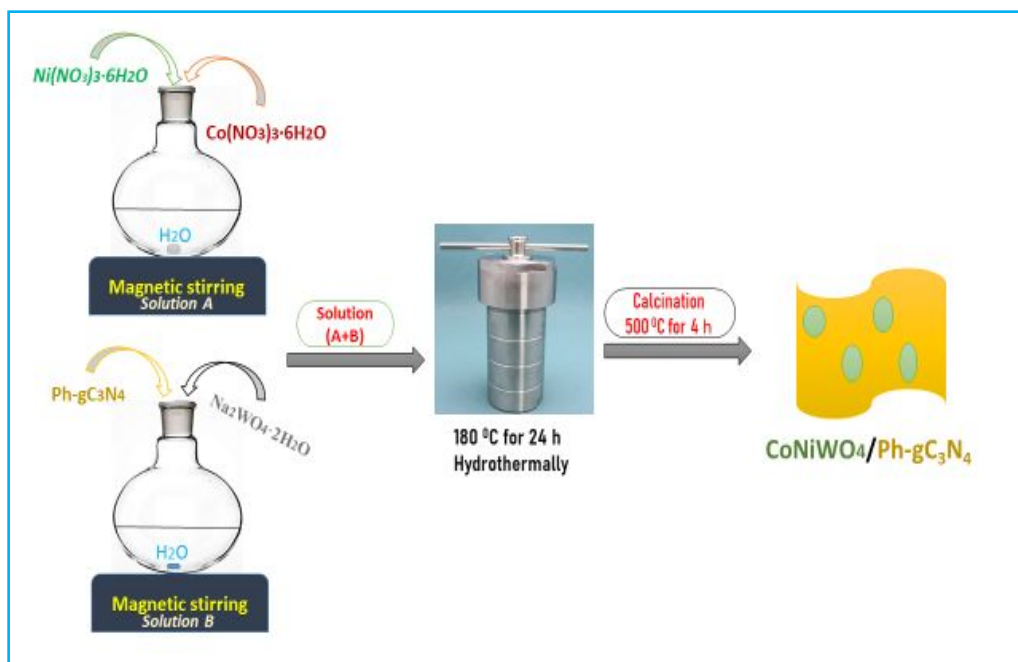 Ni(NO3)3·6H2O
Co(NO3)3·6H2O
H2O
Magnetic stirring
Solution A
Ph-gC3N4
Na2WO4·2H2O
H2O
Magnetic stirring
Solution B
Solution
(A+B)
180 ⁰C for 24 h
Hydrothermally
Calcination
500 ⁰C for 4 h
CoNiWO4/Ph-gC3N4